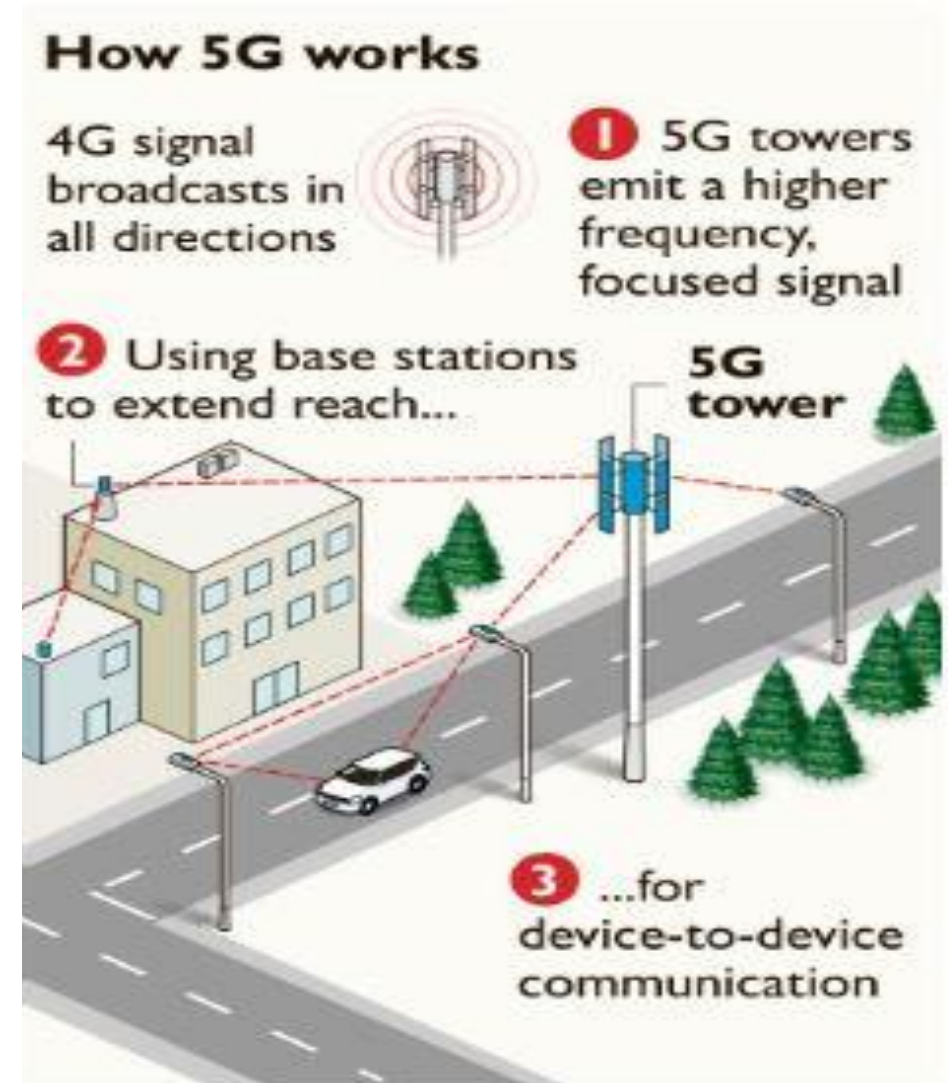 How 5G works
4G signal
broadcasts in
all directions
1 5G towers
emit a higher
frequency,
focused signal
2 Using base stations
to extend reach...
5G
tower
3 ...for
device-to-device
communication